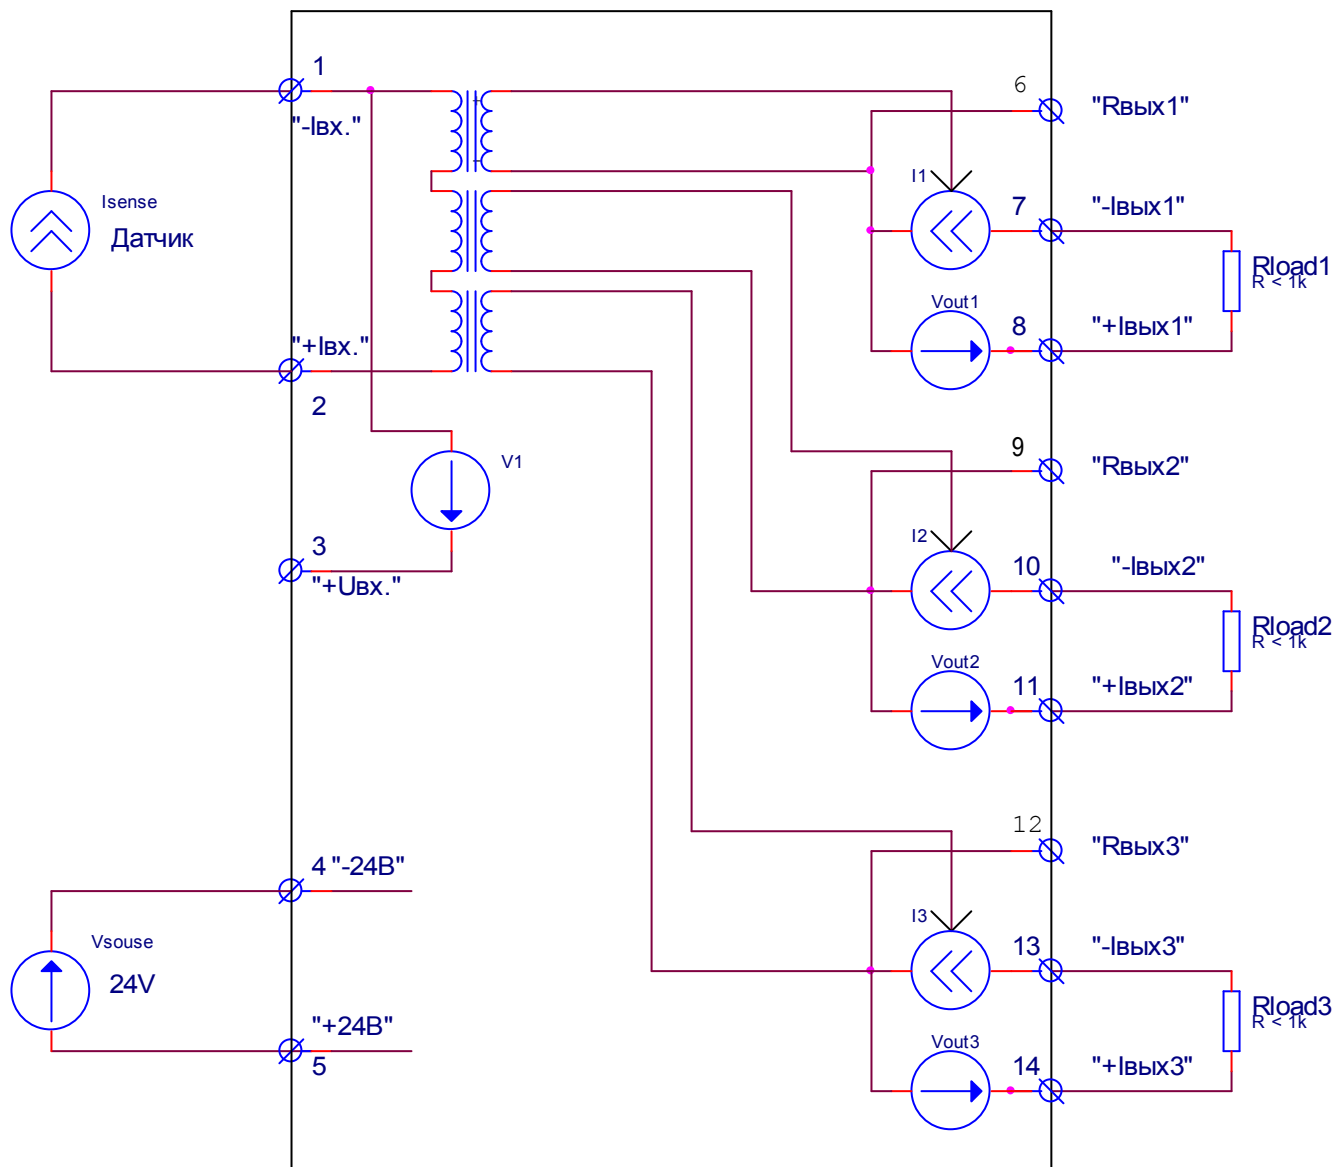 1
"-Iвх."
Isense
Датчик
"+Iвх."
2
V1
3
"+Uвх."
4 "-24В"
Vsouse
24V
"+24В"
5
6
"Rвых1"
I1
7
"-Iвых1"
Rload1
R < 1k
Vout1
8
"+Iвых1"
9
"Rвых2"
I2
10
"-Iвых2"
Rload2
R < 1k
Vout2
11
"+Iвых2"
12
"Rвых3"
I3
13
"-Iвых3"
Rload3
R < 1k
Vout3
14
"+Iвых3"